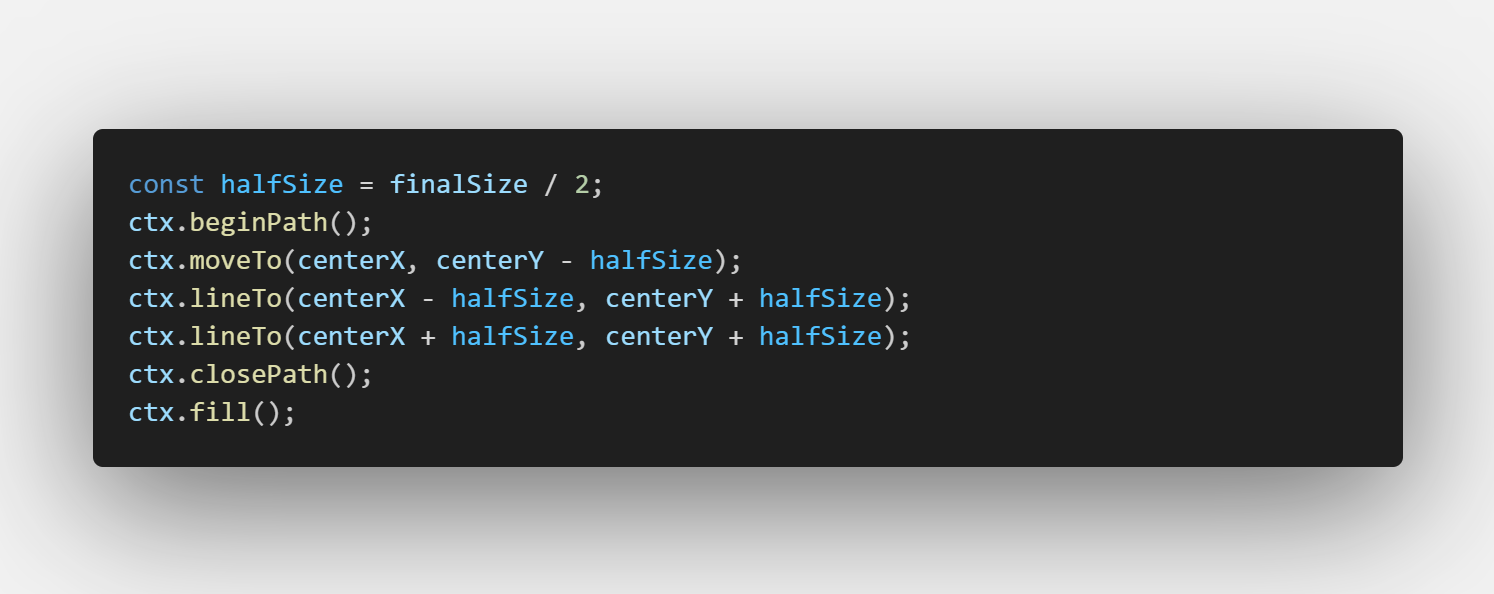 const halfSize = finalSize / 2;
ctx.beginPath();
ctx.moveTo(centerX, centerY - halfSize);
ctx.lineTo(centerX - halfSize, centerY + halfSize);
ctx.lineTo(centerX + halfSize, centerY + halfSize);
ctx.closePath();
ctx.fill();